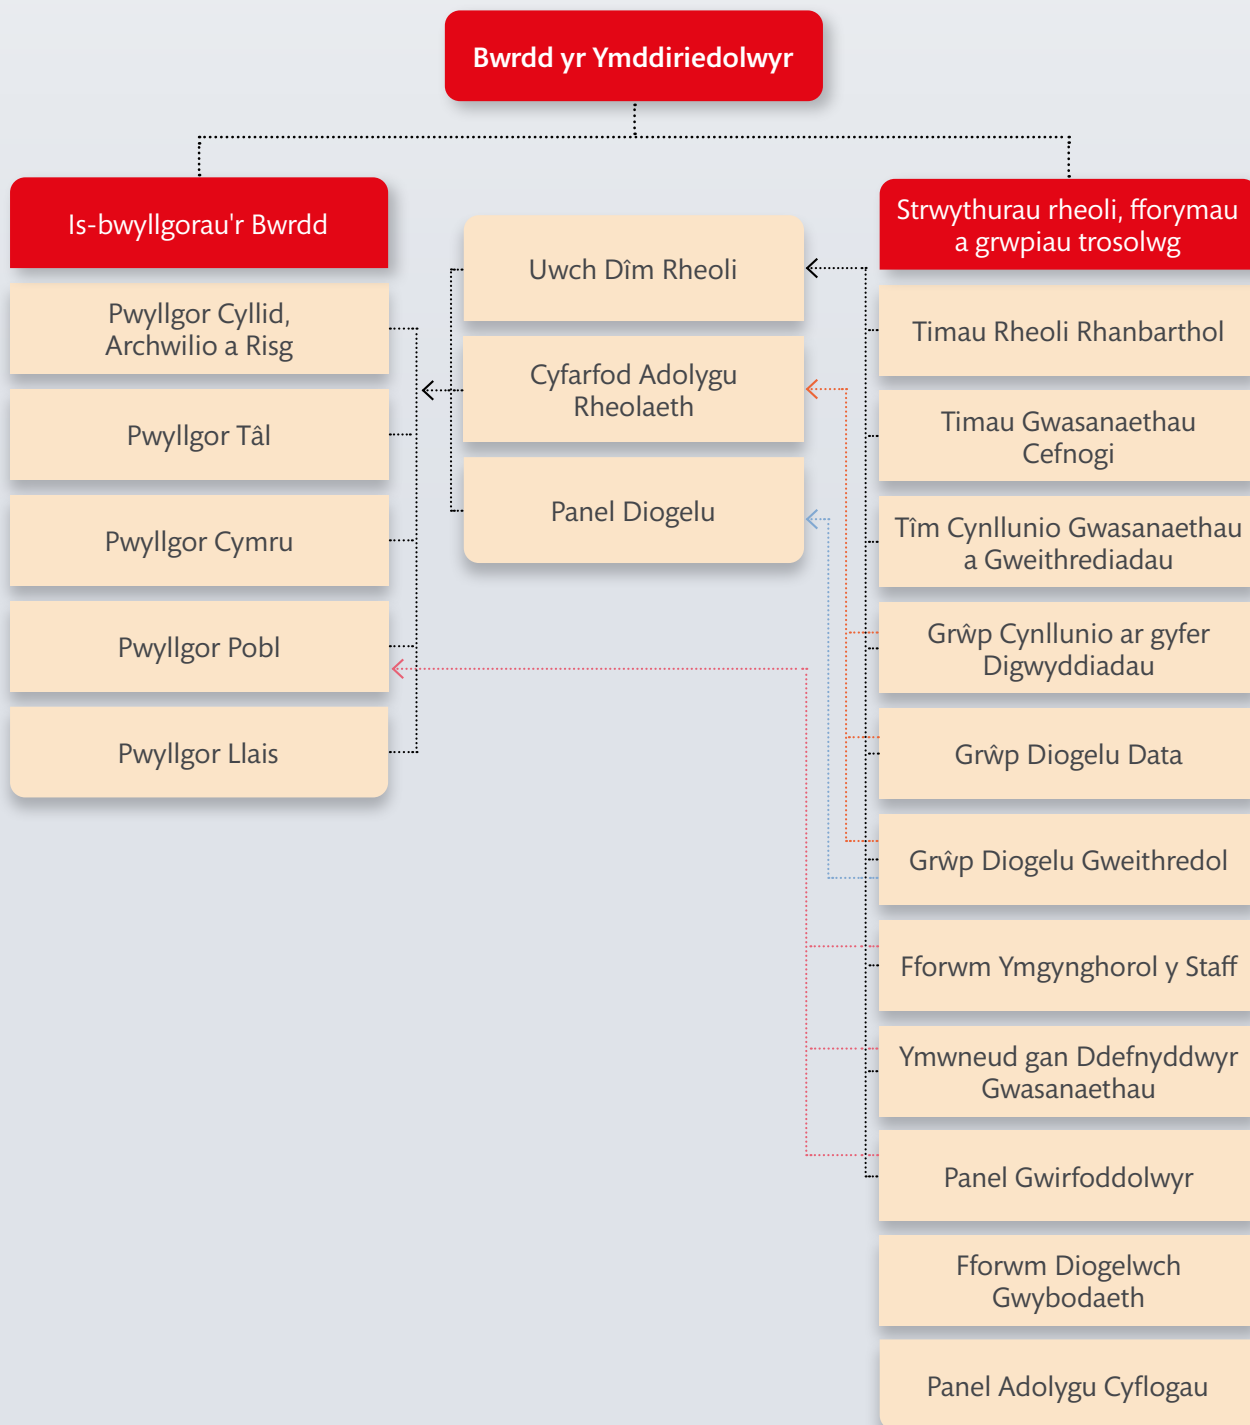 Bwrdd yr Ymddiriedolwyr
Is-bwyllgorau'r Bwrdd
Pwyllgor Cyllid,
Archwilio a Risg
Pwyllgor Tâl
Pwyllgor Cymru
Pwyllgor Pobl
Pwyllgor Llais
Uwch Dîm Rheoli
Cyfarfod Adolygu
Rheolaeth
Panel Diogelu
Strwythurau rheoli, fforymau
a grwpiau trosolwg
Timau Rheoli Rhanbarthol
Timau Gwasanaethau
Cefnogi
Tîm Cynllunio Gwasanaethau
a Gweithrediadau
Grŵp Cynllunio ar gyfer
Digwyddiadau
Grŵp Diogelu Data
Grŵp Diogelu Gweithredol
Fforwm Ymgynghorol y Staff
Ymwneud gan Ddefnyddwyr
Gwasanaethau
Panel Gwirfoddolwyr
Fforwm Diogelwch
Gwybodaeth
Panel Adolygu Cyflogau